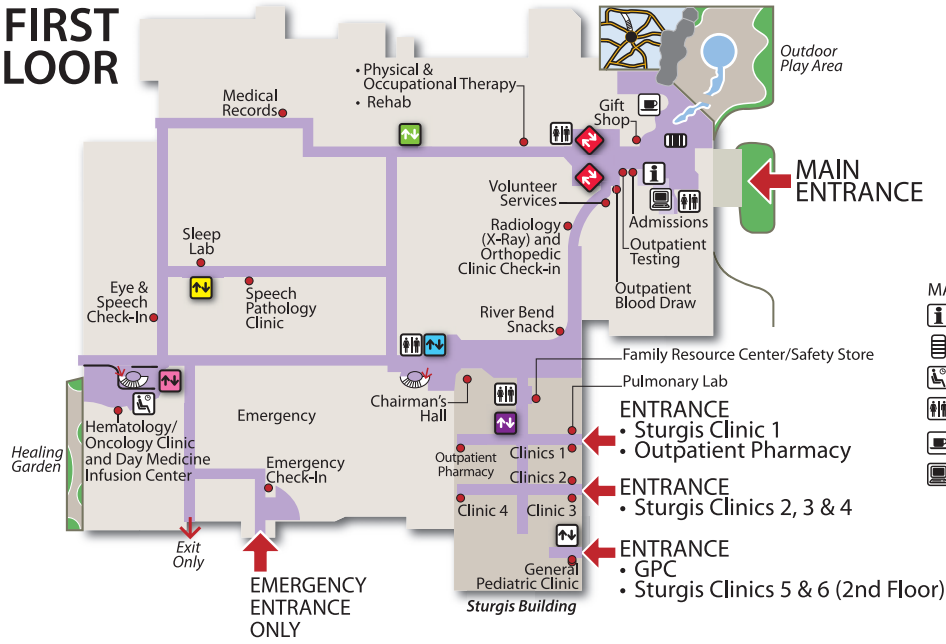 FIRST
LOOR
• Physical &
Occupational Therapy
• Rehab
Medical
Records
Gift
Shop
Outdoor
Play Area
MAIN
ENTRANCE
Volunteer
Services
Admissions
Radiology
(X-Ray) and
Orthopedic
Clinic Check-in
Outpatient
Testing
Outpatient
Blood Draw
Sleep
Lab
Eye &
Speech
Check-In
Speech
Pathology
Clinic
River Bend
Snacks
MA
Family Resource Center/Safety Store
Pulmonary Lab
Chairman's
Hall
Emergency
Hematology/
Oncology Clinic
and Day Medicine
Infusion Center
Healing
Garden
Emergency
Check-In
Outpatient
Pharmacy
Clinics 1
Clinics 2
Clinic 4
Clinic 3
ENTRANCE
• Sturgis Clinic 1
• Outpatient Pharmacy
ENTRANCE
• Sturgis Clinics 2, 3 & 4
ENTRANCE
• GPC
• Sturgis Clinics 5 & 6 (2nd Floor)
General
Pediatric Clinic
Sturgis Building
Exit
Only
EMERGENCY
ENTRANCE
ONLY